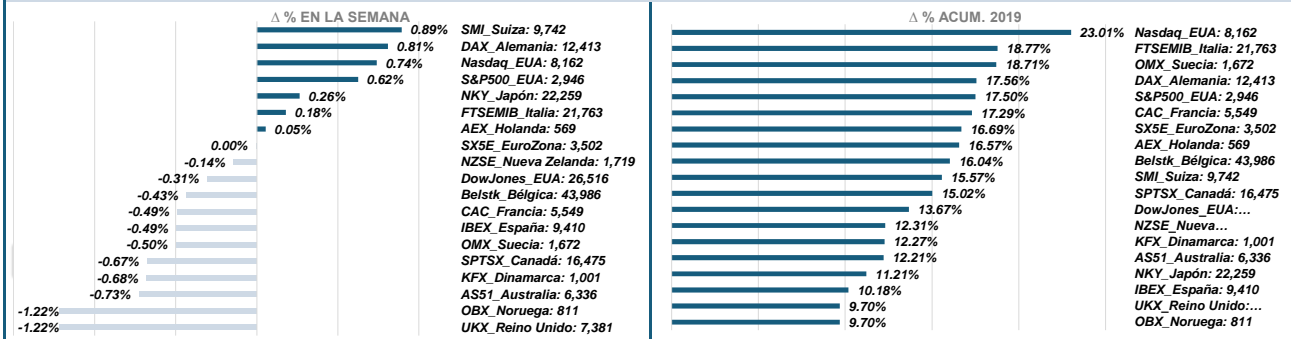 Δ % EN LA SEMANA
0.89% SMI_Suiza: 9,742
0.81% DAX_Alemania: 12,413
0.74% Nasdaq_EUA: 8,162
0.62% S&P500_EUA: 2,946
0.26% NKY_Japón: 22,259
0.18% FTSEMIB_Italia: 21,763
0.05% AEX_Holanda: 569
0.00% SX5E_EuroZona: 3,502
-0.14% NZSE_Nueva Zelanda: 1,719
-0.31% DowJones_EUA: 26,516
-0.43% Belstk_Bélgica: 43,986
-0.49% CAC_Francia: 5,549
-0.49% IBEX_España: 9,410
-0.50% OMX_Suecia: 1,672
-0.67% SPTSX_Canadá: 16,475
-0.68% KFX_Dinamarca: 1,001
-0.73% AS51_Australia: 6,336
-1.22% OBX_Noruega: 811
-1.22% UKX_Reino Unido: 7,381
Δ % ACUM. 2019
23.01% Nasdaq_EUA: 8,162
18.77% FTSEMIB_Italia: 21,763
18.71% OMX_Suecia: 1,672
17.56% DAX_Alemania: 12,413
17.50% S&P500_EUA: 2,946
17.29% CAC_Francia: 5,549
16.69% SX5E_EuroZona: 3,502
16.57% AEX_Holanda: 569
16.04% Belstk_Bélgica: 43,986
15.57% SMI_Suiza: 9,742
15.02% SPTSX_Canadá: 16,475
13.67% DowJones_EUA:...
12.31% NZSE_Nueva...
12.27% KFX_Dinamarca: 1,001
12.21% AS51_Australia: 6,336
11.21% NKY_Japón: 22,259
10.18% IBEX_España: 9,410
9.70% UKX_Reino Unido:...
9.70% OBX_Noruega: 811